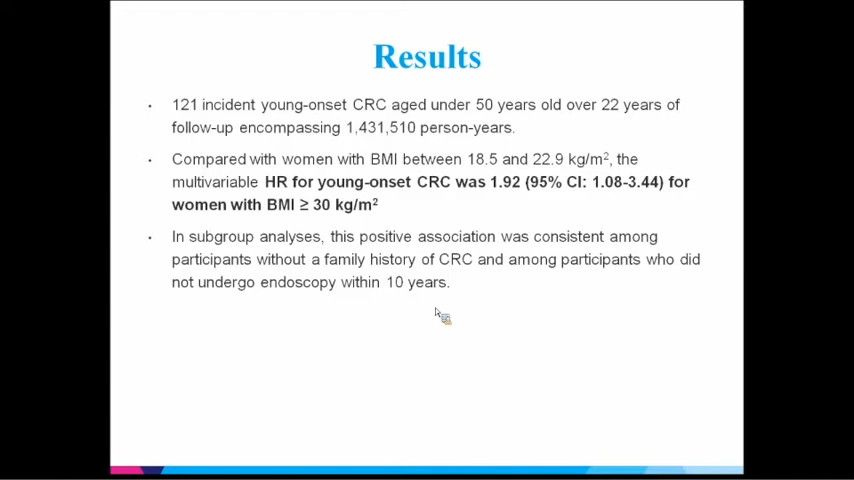 Results
• 121 incident young-onset CRC aged under 50 years old over 22 years of
follow-up encompassing 1,431,510 person-years.
• Compared with women with BMI between 18.5 and 22.9 kg/m², the
multivariable HR for young-onset CRC was 1.92 (95% CI: 1.08-3.44) for
women with BMI ≥ 30 kg/m²
• In subgroup analyses, this positive association was consistent among
participants without a family history of CRC and among participants who did
not undergo endoscopy within 10 years.